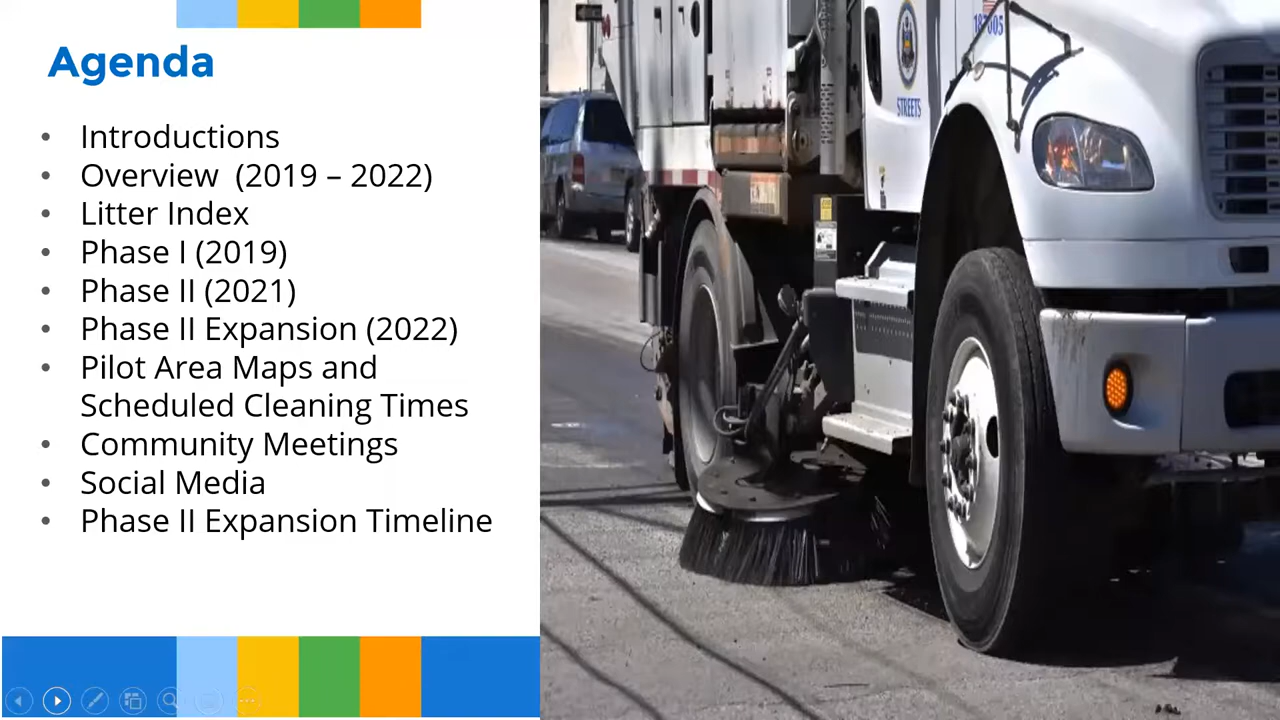 Agenda
• Introductions
• Overview  (2019 – 2022)
• Litter Index
• Phase I (2019)
• Phase II (2021)
• Phase II Expansion (2022)
• Pilot Area Maps and
Scheduled Cleaning Times
• Community Meetings
• Social Media
• Phase II Expansion Timeline
STREETS